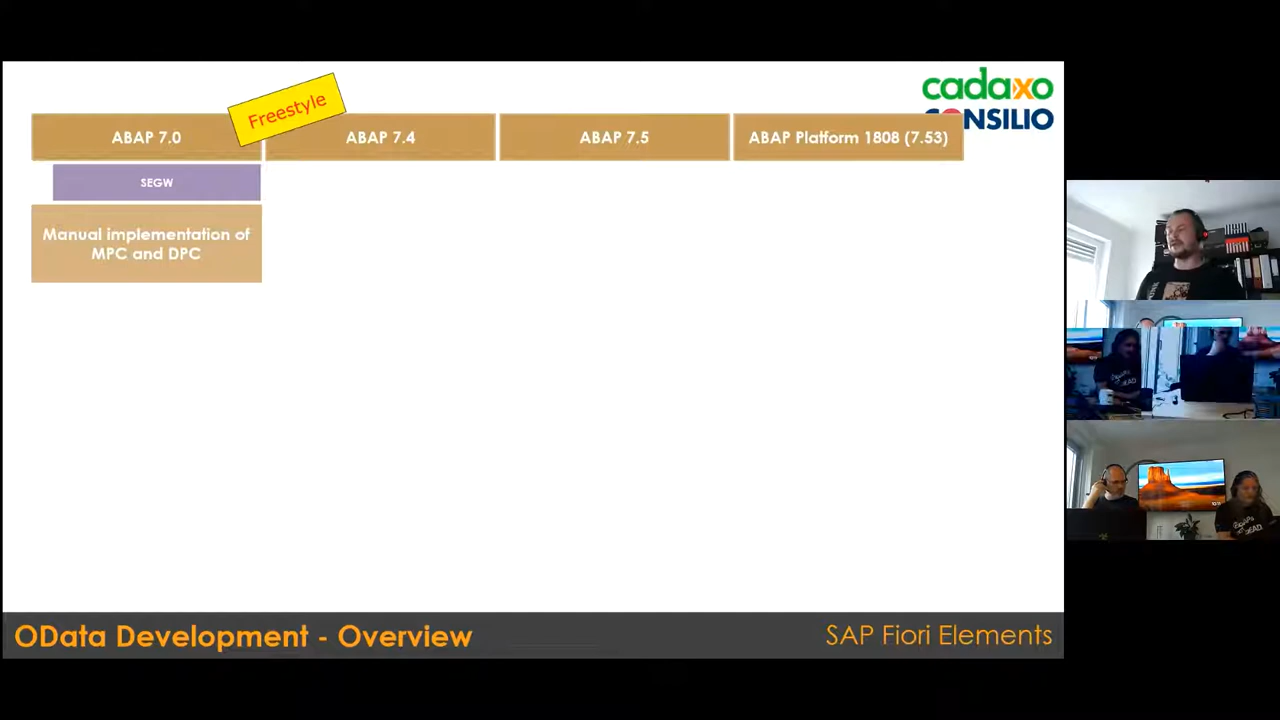 cadaxo
CONSILIO
Freestyle
ABAP 7.0
ABAP 7.4
ABAP 7.5
ABAP Platform 1808 (7.53)
SEGW
Manual implementation of
MPC and DPC
OData Development - Overview
SAP Fiori Elements